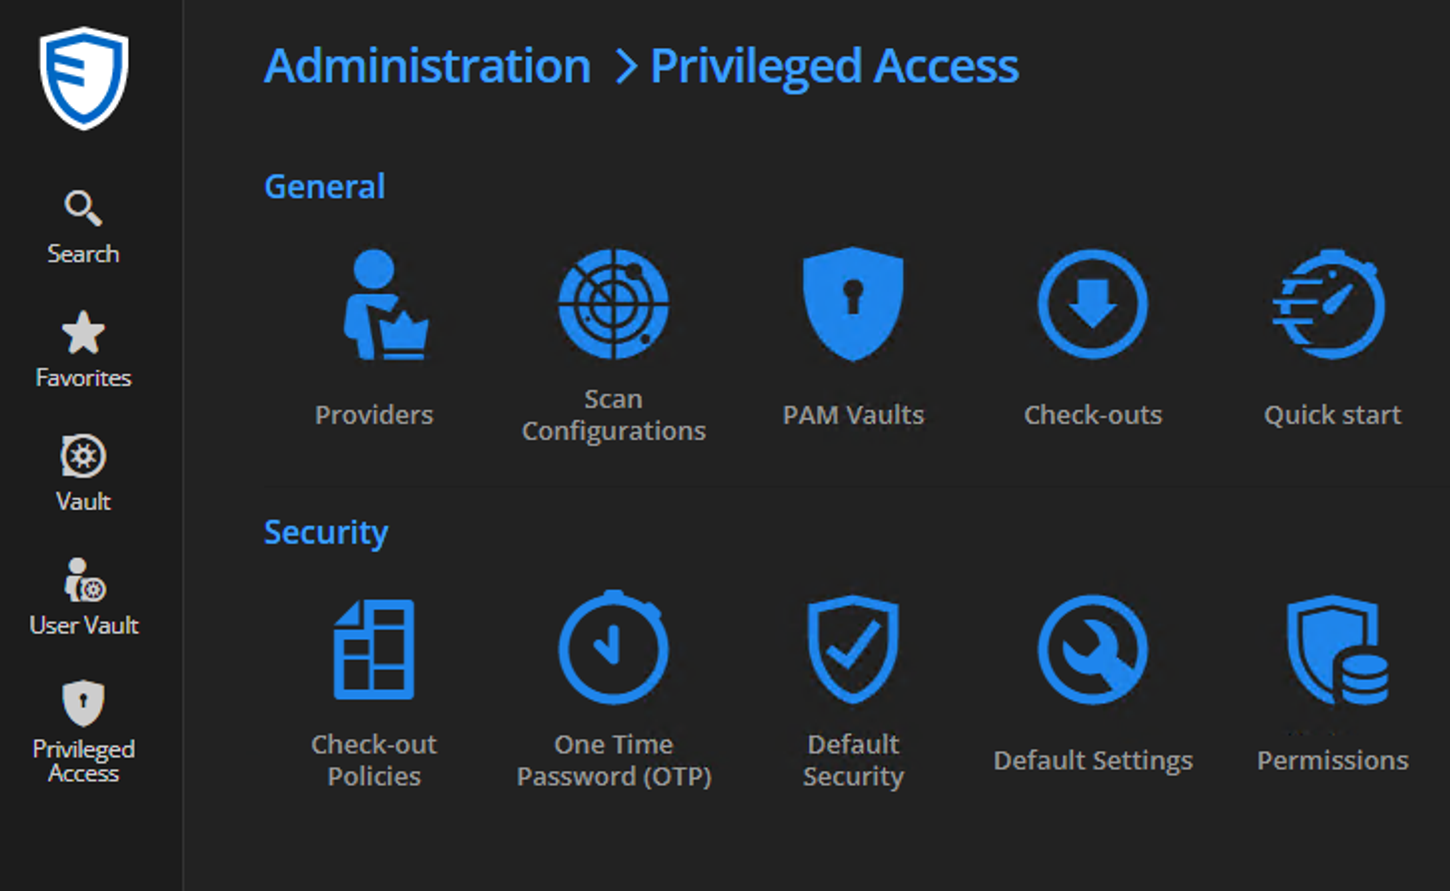 Administration > Privileged Access
Search
Favorites
Vault
User Vault
Privileged
Access
General
Providers
Scan
Configurations
PAM Vaults
Check-outs
Quick start
Security
Check-out
Policies
One Time
Password (OTP)
Default
Security
Default Settings
Permissions